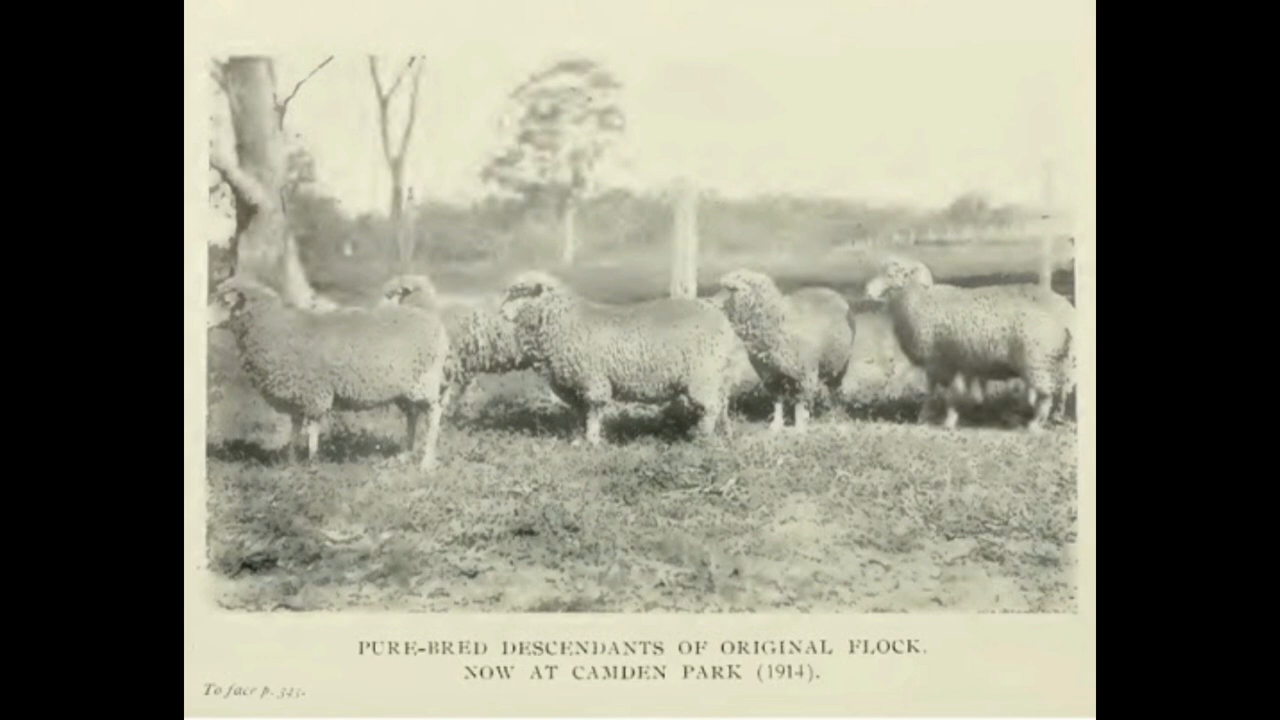 PURE-BRED DESCENDANTS OF ORIGINAL FLOCK.
NOW AT CAMDEN PARK (1914).
To face p.